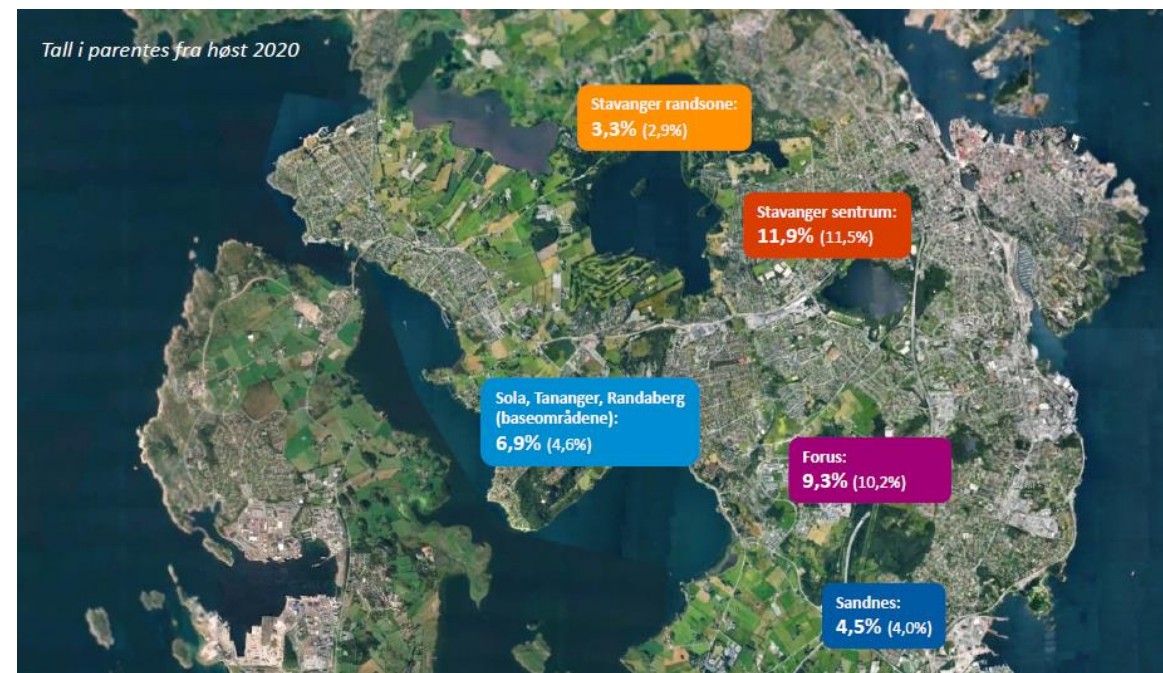 Tall i parentes fra høst 2020
Stavanger randsone:
3,3% (2,9%)
Stavanger sentrum:
11,9% (11,5%)
Sola, Tananger, Randaberg
(baseområdene):
6,9% (4,6%)
Forus:
9,3% (10,2%)
Sandnes:
4,5% (4,0%)